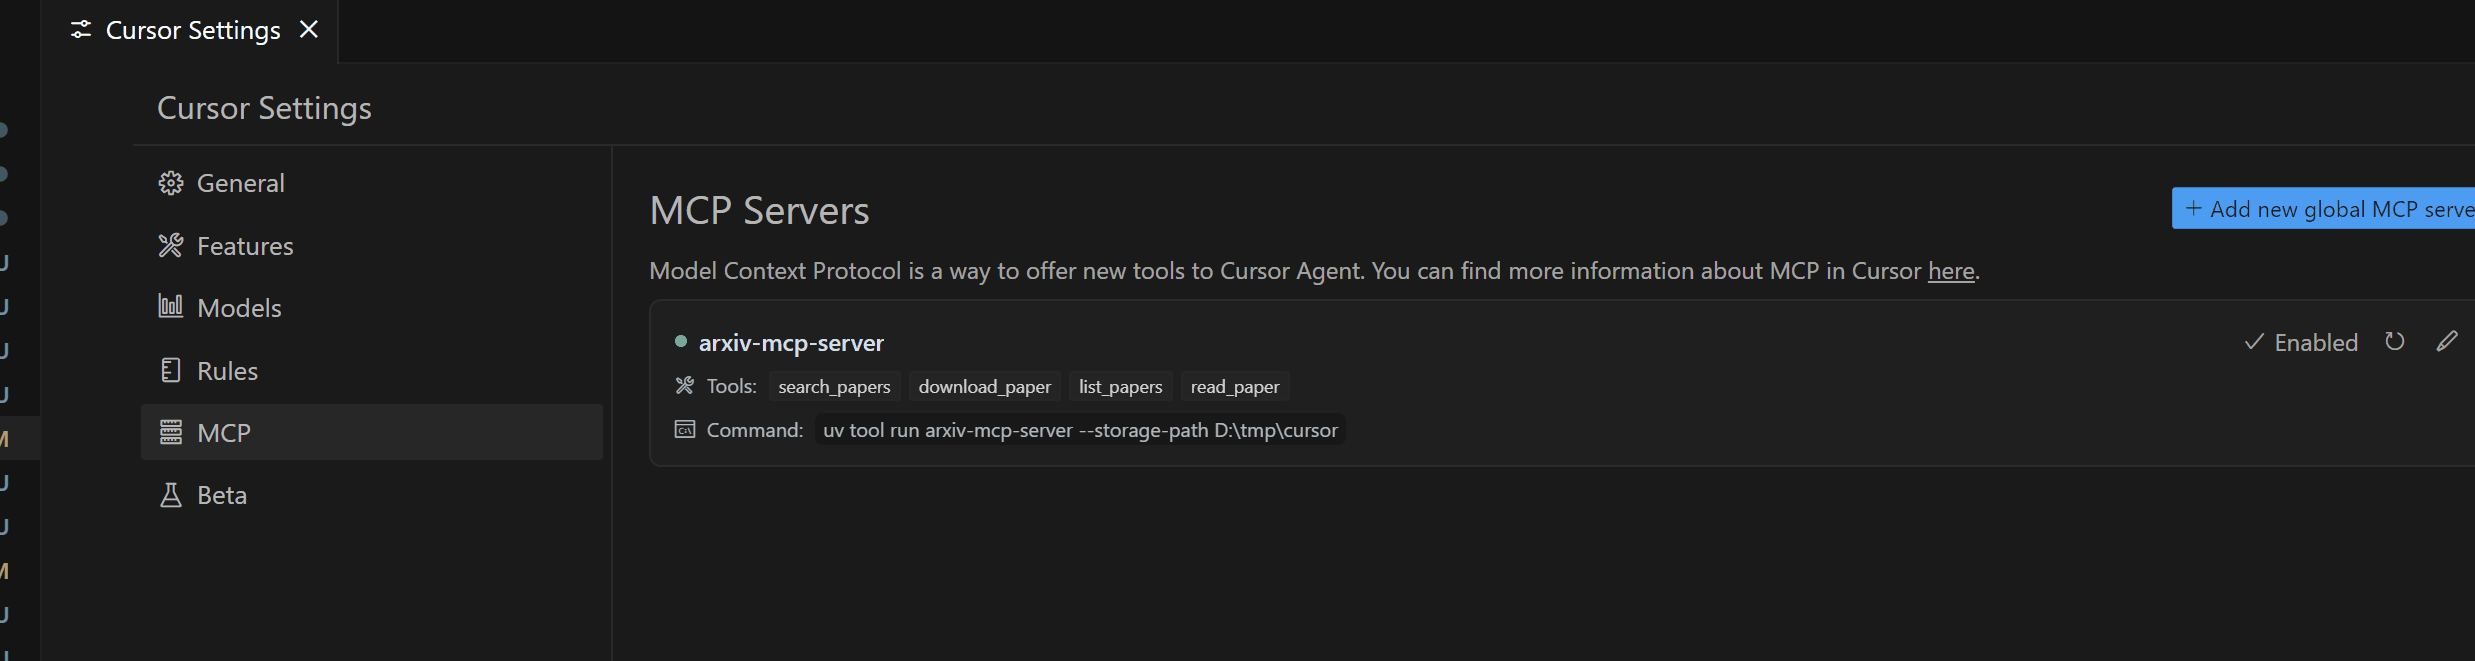 Cursor Settings
Cursor Settings
General
Features
Models
Rules
MCP
Beta
MCP Servers
+ Add new global MCP serve
Model Context Protocol is a way to offer new tools to Cursor Agent. You can find more information about MCP in Cursor here.
arxiv-mcp-server
Enabled
Tools: search_papers download_paper list_papers read_paper
Command: uv tool run arxiv-mcp-server --storage-path D:\tmp\cursor
U
U
U
U
M
U
U
M
U